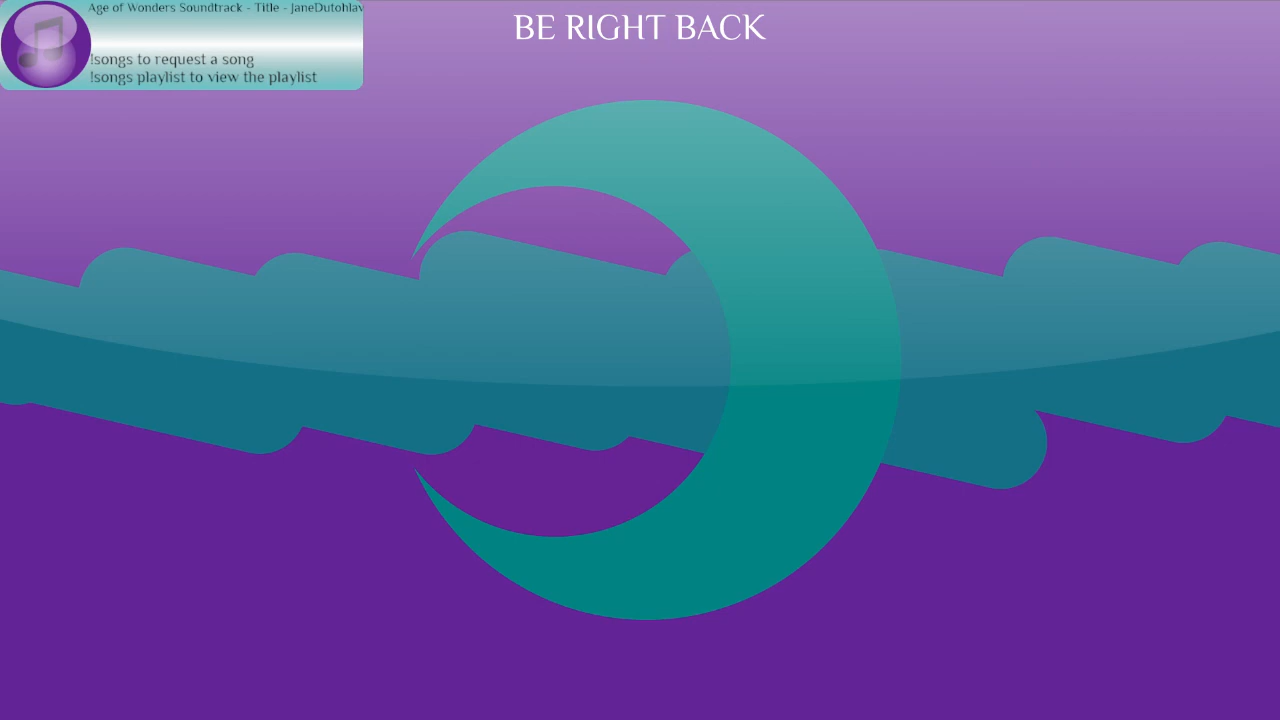 Age of Wonders Soundtrack - Title - JaneDutohlav
BE RIGHT BACK
!songs to request a song
!songs playlist to view the playlist